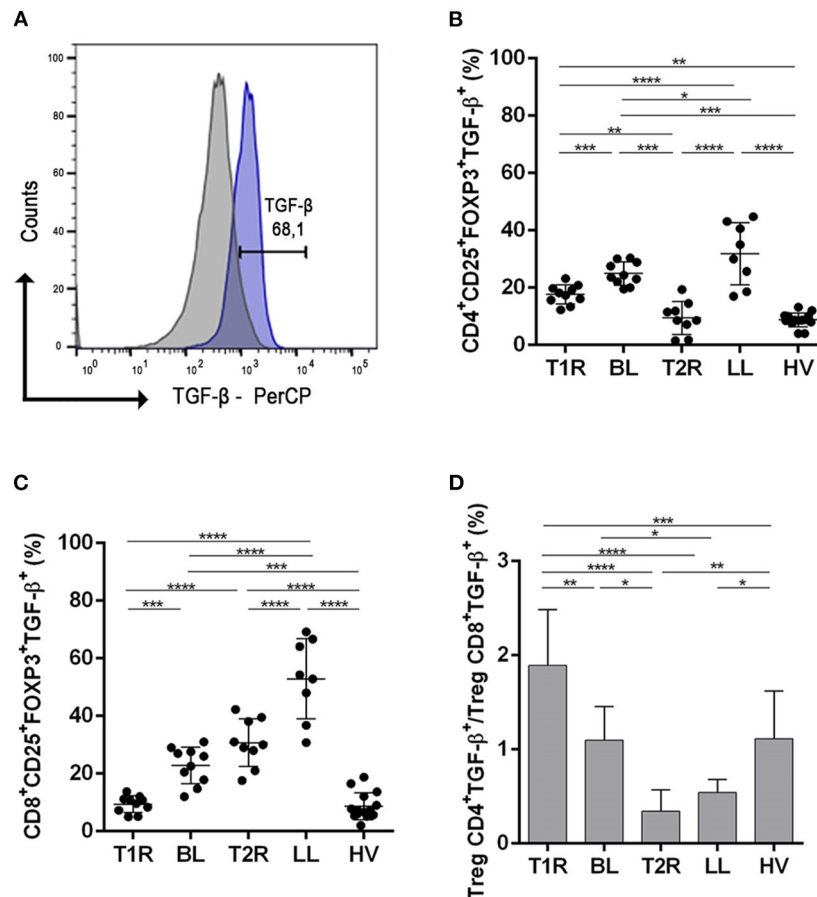 A
100
80
60
40
20
0
Counts
TGF-β
68,1
10⁰ 10¹ 10² 10³ 10⁴ 10⁵
TGF-β - PerCP
B
CD4⁺CD25⁺FOXP3⁺TGF-β⁺ (%)
100
80
60
40
20
0
**
****
*
***
**
*** *** **** ****
T1R BL T2R LL HV
C
CD8⁺CD25⁺FOXP3⁺TGF-β⁺ (%)
100
80
60
40
20
0
****
****
***
**** ****
*** **** ****
T1R BL T2R LL HV
D
Treg CD4⁺TGF-β⁺/Treg CD8⁺TGF-β⁺ (%)
3
2
1
0
***
*
****
**** **
** * *
T1R BL T2R LL HV